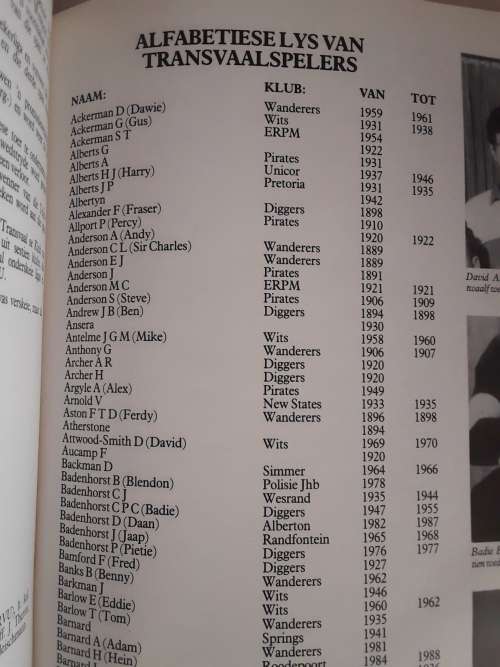 ALFABETIESE LYS VAN
TRANSVAALSPELERS
NAAM: KLUB: VAN TOT
Ackerman D (Dawie) Wanderers 1959 1961
Ackerman G (Gus) Wits 1931 1938
Ackerman S T ERPM 1954
Alberts G 1922
Alberts A Pirates 1931
Alberts H J (Harry) Unicor 1937 1946
Alberts J P Pretoria 1931 1935
Albertyn 1942
Alexander F (Fraser) Diggers 1898
Allport P (Percy) Pirates 1910
Anderson A (Andy) 1920 1922
Anderson C L (Sir Charles) Wanderers 1889
Anderson E J Wanderers 1889
Anderson J Pirates 1891
Anderson M C ERPM 1921 1921
Anderson S (Steve) Pirates 1906 1909
Andrew J B (Ben) Diggers 1894 1898
Ansera 1930
Antelme J G M (Mike) Wits 1958 1960
Anthony G Wanderers 1906 1907
Archer A R Diggers 1920
Archer H Diggers 1920
Argyle A (Alex) Pirates 1949
Arnold V New States 1933 1935
Aston F T D (Ferdy) Wanderers 1896 1898
Atherstone 1894
Attwood-Smith D (David) Wits 1969 1970
Aucamp F 1920
Backman D Simmer 1964 1966
Badenhorst B (Blendon) Polisie Jhb 1978
Badenhorst C J Wesrand 1935 1944
Badenhorst C P C (Badie) Diggers 1947 1955
Badenhorst D (Daan) Alberton 1982 1987
Badenhorst J (Jaap) Randfontein 1965 1968
Badenhorst P (Pietie) Diggers 1976 1977
Bamford F (Fred) Diggers 1927
Banks B (Benny) Wanderers 1962
Barkman J Wits 1946
Barlow E (Eddie) Wits 1960 1962
Barlow T (Tom) Wanderers 1935
Barnard Springs 1941
Barnard A (Adam) Wanderers 1981
Barnard H (Hein) Roodepoort 1984 1988
David A
twaalf toe
Badie B